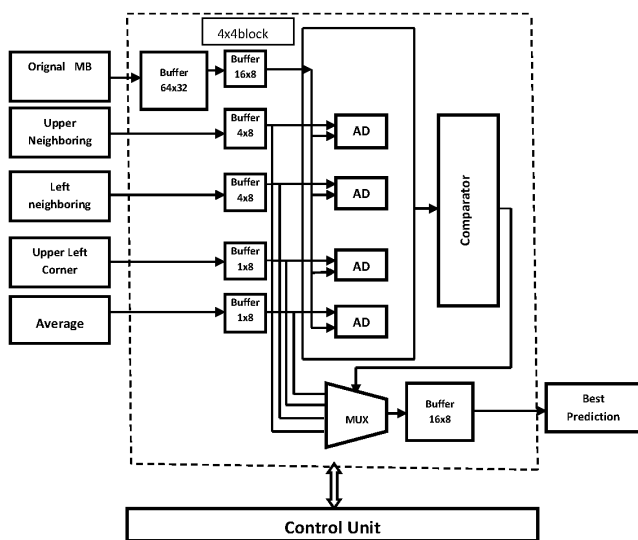 4x4block
Orignal MB
Buffer
64x32
Buffer
16x8
Upper
Neighboring
Buffer
4x8
AD
Left
neighboring
Buffer
4x8
AD
Comparator
Upper Left
Corner
Buffer
1x8
AD
Average
Buffer
1x8
AD
MUX
Buffer
16x8
Best
Prediction
Control Unit